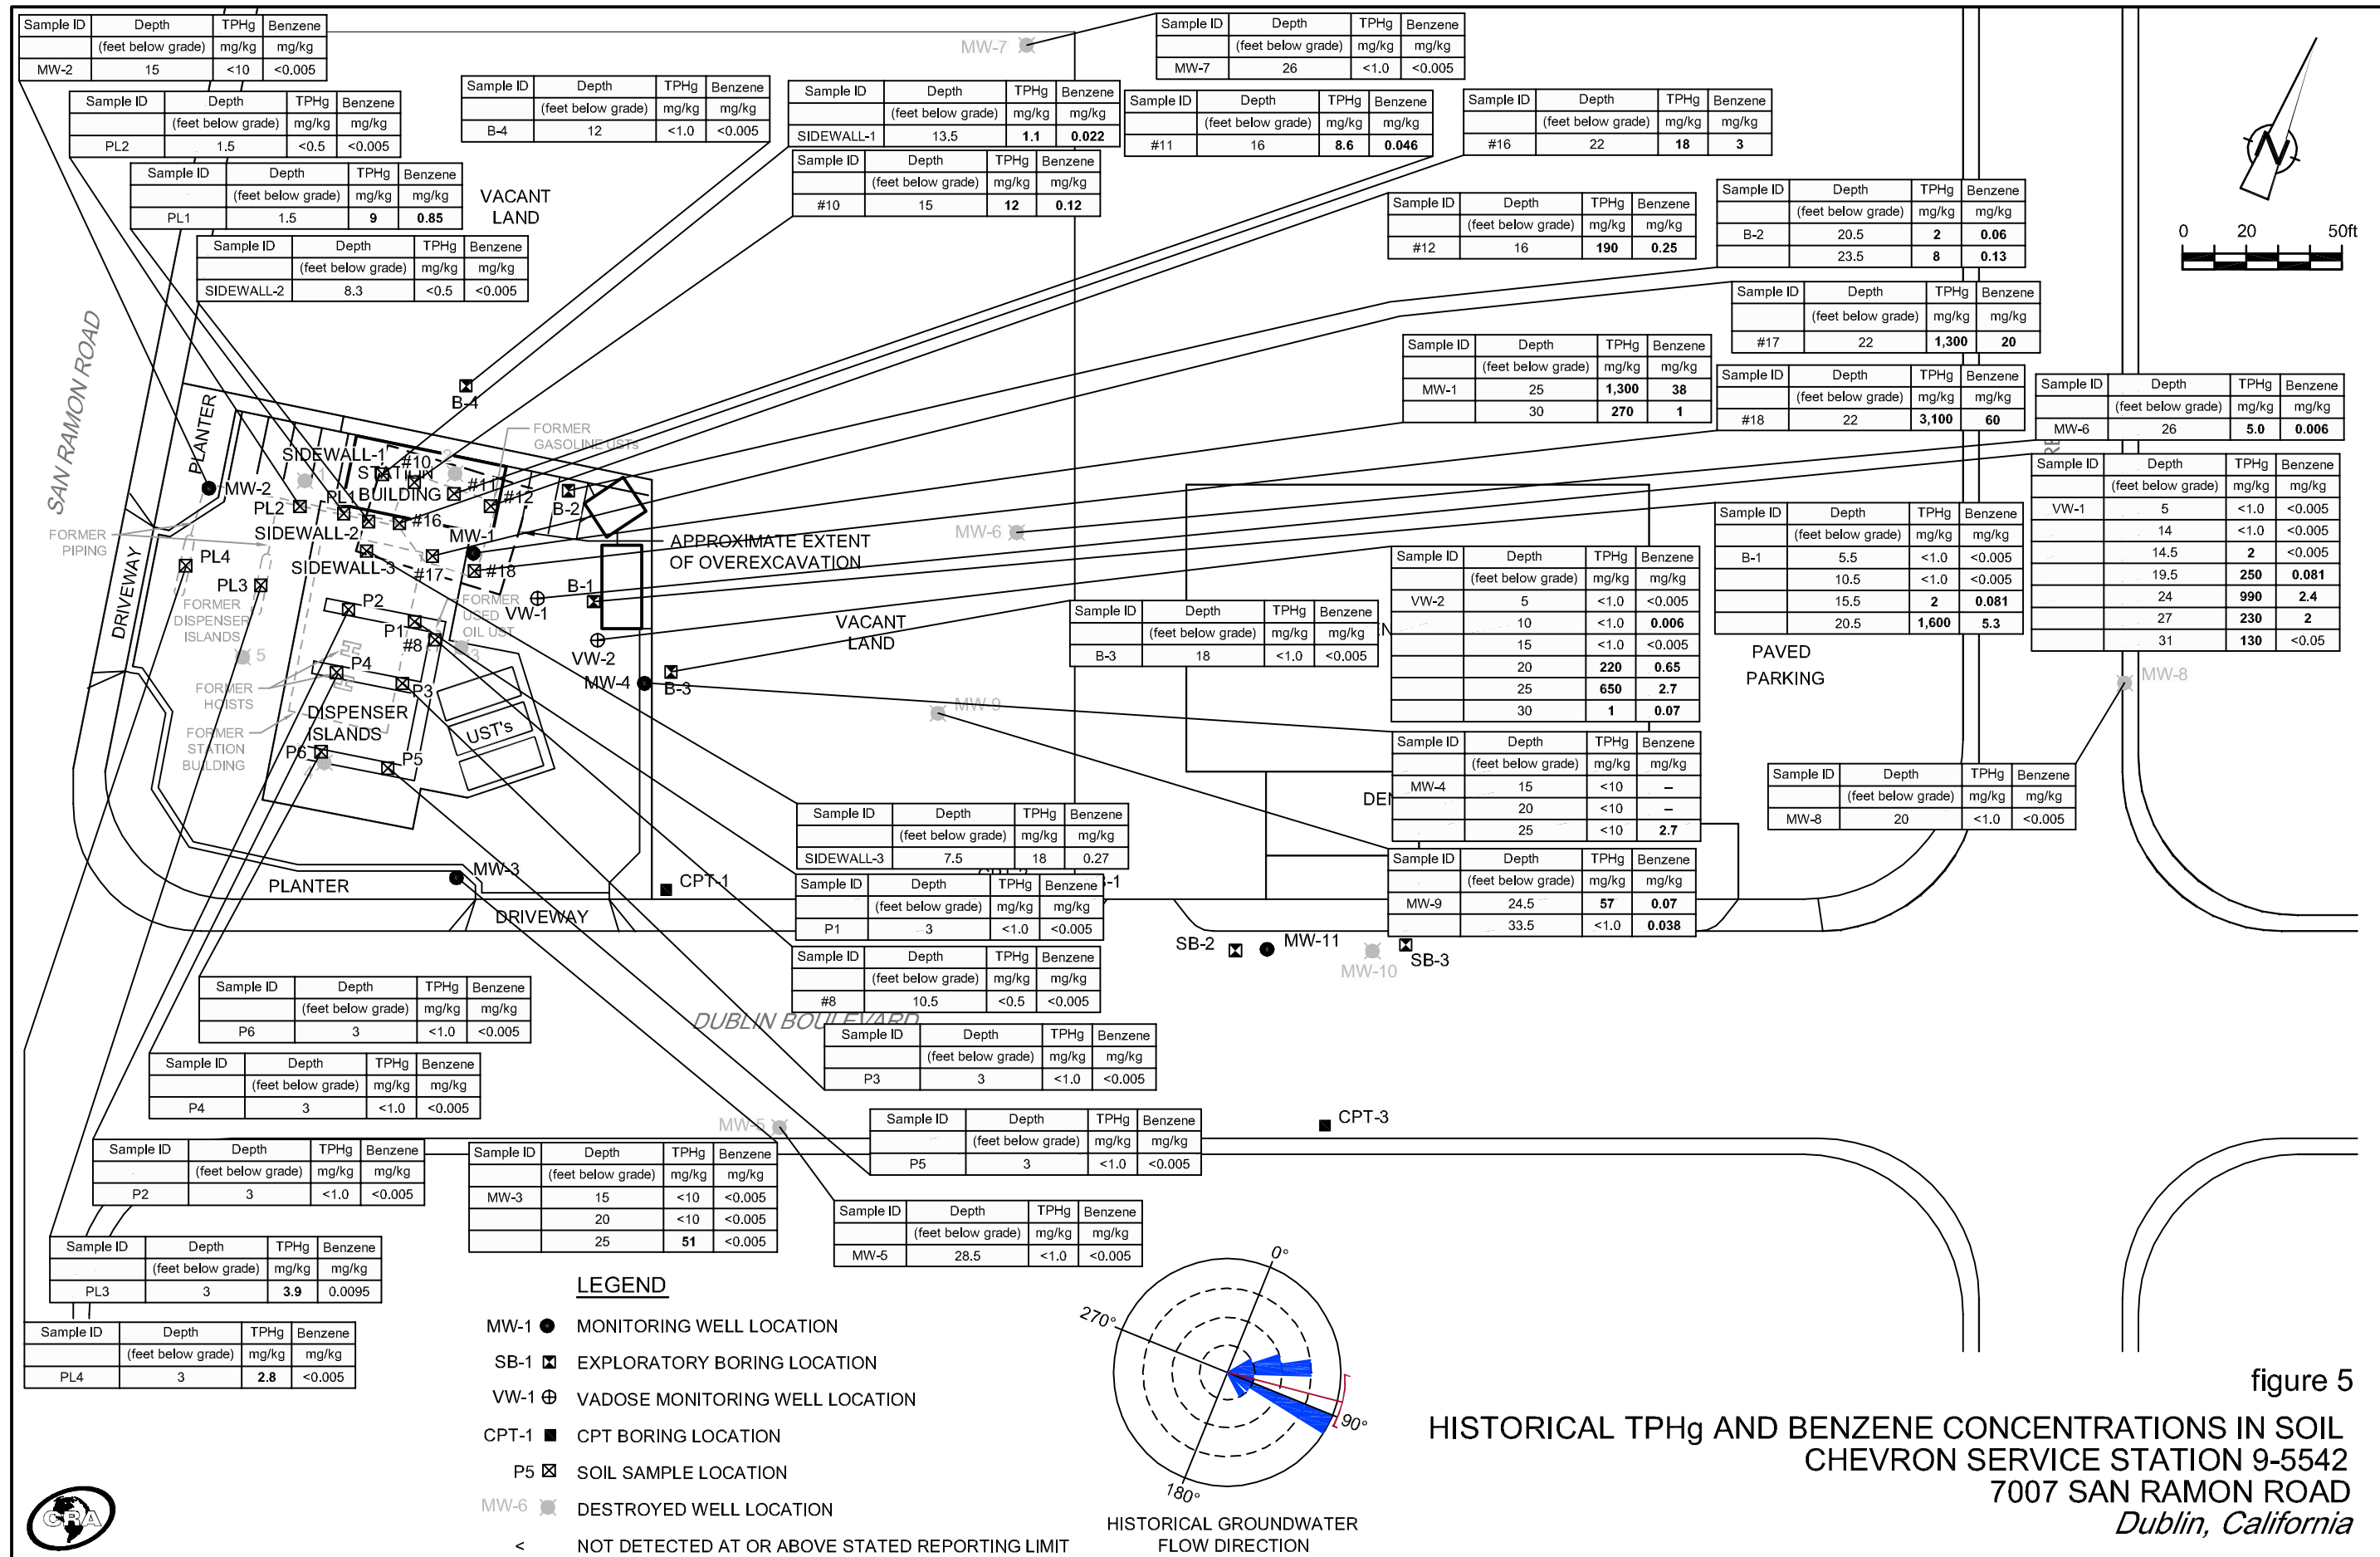 Sample ID Depth TPHg Benzene
(feet below grade) mg/kg mg/kg
MW-2 15 <10 <0.005
Sample ID Depth TPHg Benzene
(feet below grade) mg/kg mg/kg
PL2 1.5 <0.5 <0.005
Sample ID Depth TPHg Benzene
(feet below grade) mg/kg mg/kg
PL1 1.5 9 0.85
Sample ID Depth TPHg Benzene
(feet below grade) mg/kg mg/kg
SIDEWALL-2 8.3 <0.5 <0.005
Sample ID Depth TPHg Benzene
(feet below grade) mg/kg mg/kg
B-4 12 <1.0 <0.005
VACANT
LAND
Sample ID Depth TPHg Benzene
(feet below grade) mg/kg mg/kg
SIDEWALL-1 13.5 1.1 0.022
Sample ID Depth TPHg Benzene
(feet below grade) mg/kg mg/kg
#10 15 12 0.12
MW-7
Sample ID Depth TPHg Benzene
(feet below grade) mg/kg mg/kg
MW-7 26 <1.0 <0.005
Sample ID Depth TPHg Benzene
(feet below grade) mg/kg mg/kg
#11 16 8.6 0.046
Sample ID Depth TPHg Benzene
(feet below grade) mg/kg mg/kg
#16 22 18 3
Sample ID Depth TPHg Benzene
(feet below grade) mg/kg mg/kg
#12 16 190 0.25
Sample ID Depth TPHg Benzene
(feet below grade) mg/kg mg/kg
B-2 20.5 2 0.06
23.5 8 0.13
Sample ID Depth TPHg Benzene
(feet below grade) mg/kg mg/kg
#17 22 1,300 20
Sample ID Depth TPHg Benzene
(feet below grade) mg/kg mg/kg
MW-1 25 1,300 38
30 270 1
Sample ID Depth TPHg Benzene
(feet below grade) mg/kg mg/kg
#18 22 3,100 60
Sample ID Depth TPHg Benzene
(feet below grade) mg/kg mg/kg
MW-6 26 5.0 0.006
Sample ID Depth TPHg Benzene
(feet below grade) mg/kg mg/kg
VW-1 5 <1.0 <0.005
14 <1.0 <0.005
14.5 2 <0.005
19.5 250 0.081
24 990 2.4
27 230 2
31 130 <0.05
Sample ID Depth TPHg Benzene
(feet below grade) mg/kg mg/kg
B-1 5.5 <1.0 <0.005
10.5 <1.0 <0.005
15.5 2 0.081
20.5 1,600 5.3
Sample ID Depth TPHg Benzene
(feet below grade) mg/kg mg/kg
VW-2 5 <1.0 <0.005
10 <1.0 0.006
15 <1.0 <0.005
20 220 0.65
25 650 2.7
30 1 0.07
Sample ID Depth TPHg Benzene
(feet below grade) mg/kg mg/kg
B-3 18 <1.0 <0.005
Sample ID Depth TPHg Benzene
(feet below grade) mg/kg mg/kg
MW-4 15 <10 –
20 <10 –
25 <10 2.7
Sample ID Depth TPHg Benzene
(feet below grade) mg/kg mg/kg
MW-9 24.5 57 0.07
33.5 <1.0 0.038
Sample ID Depth TPHg Benzene
(feet below grade) mg/kg mg/kg
MW-8 20 <1.0 <0.005
N
0 20 50ft
SAN RAMON ROAD
PLANTER
DRIVEWAY
B-4
FORMER
GASOLINE USTs
SIDEWALL-1
#10
1
2
STATION
BUILDING
#11
#12
MW-2
PL1
PL2
B-2
#16
SIDEWALL-2
MW-1
FORMER
PIPING
PL4
SIDEWALL-3
#17
#18
APPROXIMATE EXTENT
OF OVEREXCAVATION
PL3
B-1
P2
FORMER
DISPENSER
ISLANDS
VW-1
FORMER
USED
OIL UST
P1
#8
3
VW-2
5
P4
MW-4
B-3
P3
FORMER
HOISTS
DISPENSER
ISLANDS
UST's
FORMER
STATION
BUILDING
P6
P5
4
MW-3
PLANTER
DRIVEWAY
CPT-1
VACANT
LAND
MW-6
MW-9
PAVED
PARKING
MW-8
DEN
SB-2
MW-11
MW-10
SB-3
Sample ID Depth TPHg Benzene
(feet below grade) mg/kg mg/kg
SIDEWALL-3 7.5 18 0.27
Sample ID Depth TPHg Benzene
(feet below grade) mg/kg mg/kg
P1 3 <1.0 <0.005
-1
Sample ID Depth TPHg Benzene
(feet below grade) mg/kg mg/kg
#8 10.5 <0.5 <0.005
DUBLIN BOULEVARD
Sample ID Depth TPHg Benzene
(feet below grade) mg/kg mg/kg
P3 3 <1.0 <0.005
Sample ID Depth TPHg Benzene
(feet below grade) mg/kg mg/kg
P6 3 <1.0 <0.005
Sample ID Depth TPHg Benzene
(feet below grade) mg/kg mg/kg
P4 3 <1.0 <0.005
MW-5
Sample ID Depth TPHg Benzene
(feet below grade) mg/kg mg/kg
P5 3 <1.0 <0.005
CPT-3
Sample ID Depth TPHg Benzene
(feet below grade) mg/kg mg/kg
P2 3 <1.0 <0.005
Sample ID Depth TPHg Benzene
(feet below grade) mg/kg mg/kg
MW-3 15 <10 <0.005
20 <10 <0.005
25 51 <0.005
Sample ID Depth TPHg Benzene
(feet below grade) mg/kg mg/kg
MW-5 28.5 <1.0 <0.005
Sample ID Depth TPHg Benzene
(feet below grade) mg/kg mg/kg
PL3 3 3.9 0.0095
Sample ID Depth TPHg Benzene
(feet below grade) mg/kg mg/kg
PL4 3 2.8 <0.005
LEGEND
MW-1 MONITORING WELL LOCATION
SB-1 EXPLORATORY BORING LOCATION
VW-1 VADOSE MONITORING WELL LOCATION
CPT-1 CPT BORING LOCATION
P5 SOIL SAMPLE LOCATION
MW-6 DESTROYED WELL LOCATION
< NOT DETECTED AT OR ABOVE STATED REPORTING LIMIT
0°
270°
90°
180°
HISTORICAL GROUNDWATER
FLOW DIRECTION
CRA
figure 5
HISTORICAL TPHg AND BENZENE CONCENTRATIONS IN SOIL
CHEVRON SERVICE STATION 9-5542
7007 SAN RAMON ROAD
Dublin, California